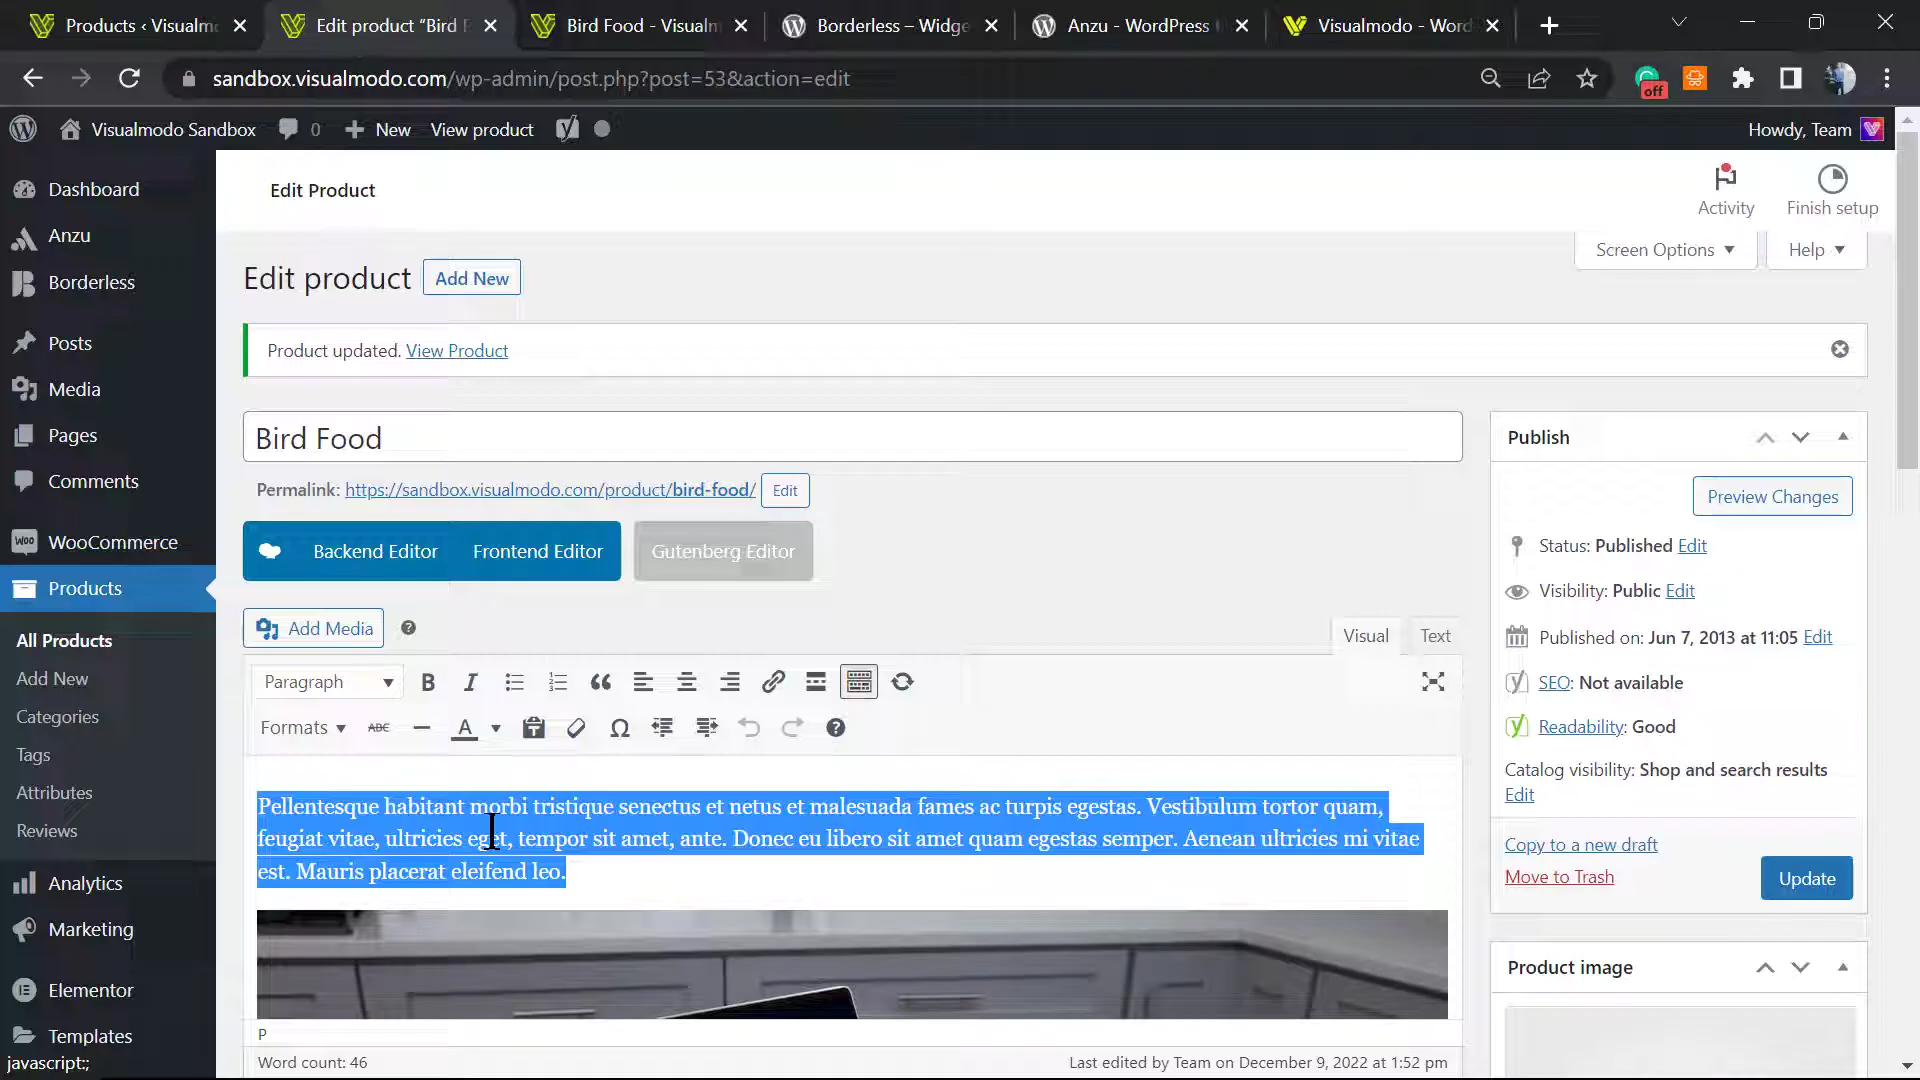 Products ‹ Visualm
Edit product “Bird F
Bird Food - Visualm
Borderless – Widge
Anzu - WordPress
Visualmodo - Word
sandbox.visualmodo.com/wp-admin/post.php?post=53&action=edit
off
Visualmodo Sandbox
0
New
View product
Howdy, Team
Dashboard
Anzu
Borderless
Posts
Media
Pages
Comments
Woo
WooCommerce
Products
All Products
Add New
Categories
Tags
Attributes
Reviews
Analytics
Marketing
Elementor
Templates
javascript:;
Edit Product
Activity
Finish setup
Screen Options
Help
Edit product
Add New
Product updated. View Product
Bird Food
Permalink: https://sandbox.visualmodo.com/product/bird-food/
Edit
Backend Editor
Frontend Editor
Gutenberg Editor
Add Media
Visual
Text
Paragraph
B
I
Formats
ABC
A
Pellentesque habitant morbi tristique senectus et netus et malesuada fames ac turpis egestas. Vestibulum tortor quam,
feugiat vitae, ultricies eget, tempor sit amet, ante. Donec eu libero sit amet quam egestas semper. Aenean ultricies mi vitae
est. Mauris placerat eleifend leo.
P
Word count: 46
Last edited by Team on December 9, 2022 at 1:52 pm
Publish
Preview Changes
Status: Published Edit
Visibility: Public Edit
Published on: Jun 7, 2013 at 11:05 Edit
SEO: Not available
Readability: Good
Catalog visibility: Shop and search results
Edit
Copy to a new draft
Move to Trash
Update
Product image